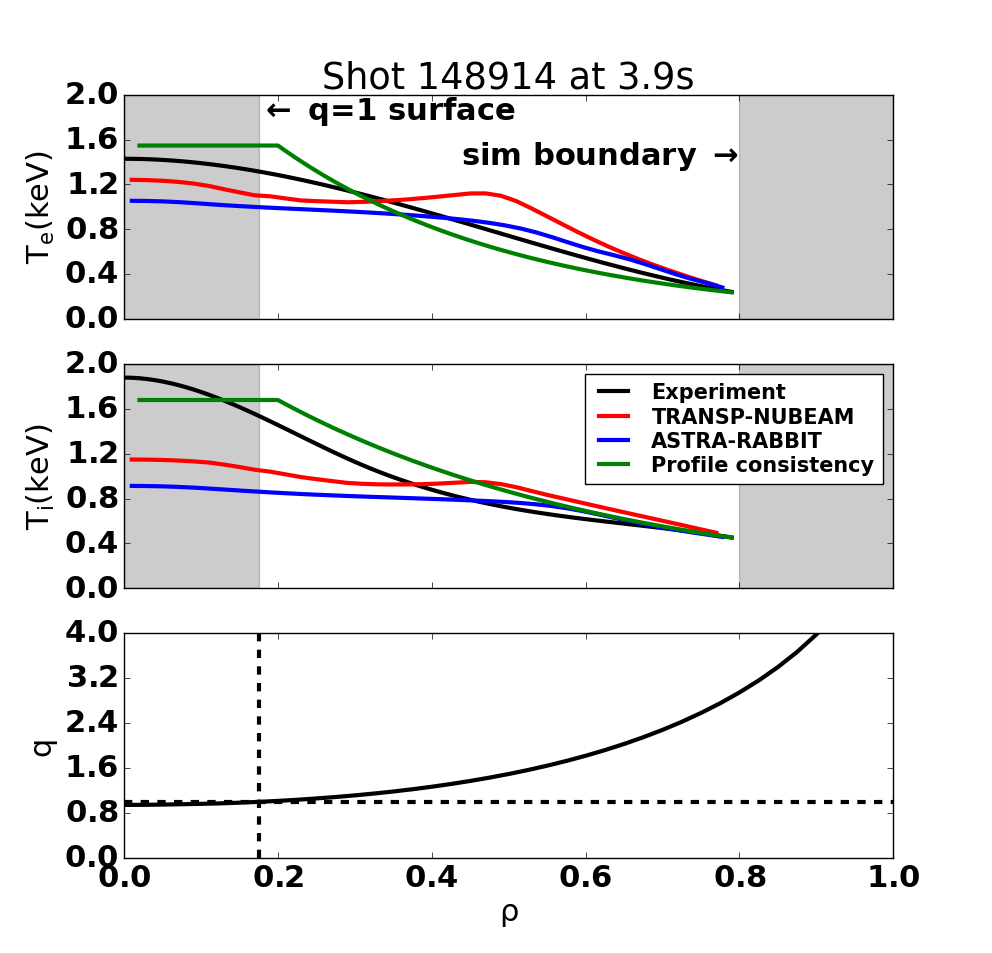 Shot 148914 at 3.9s
2.0
← q=1 surface
1.6
sim boundary →
1.2
0.8
0.4
0.0
Te(keV)
2.0
1.6
1.2
0.8
0.4
0.0
Ti(keV)
Experiment
TRANSP-NUBEAM
ASTRA-RABBIT
Profile consistency
4.0
3.2
2.4
1.6
0.8
0.0
q
0.0 0.2 0.4 0.6 0.8 1.0
ρ